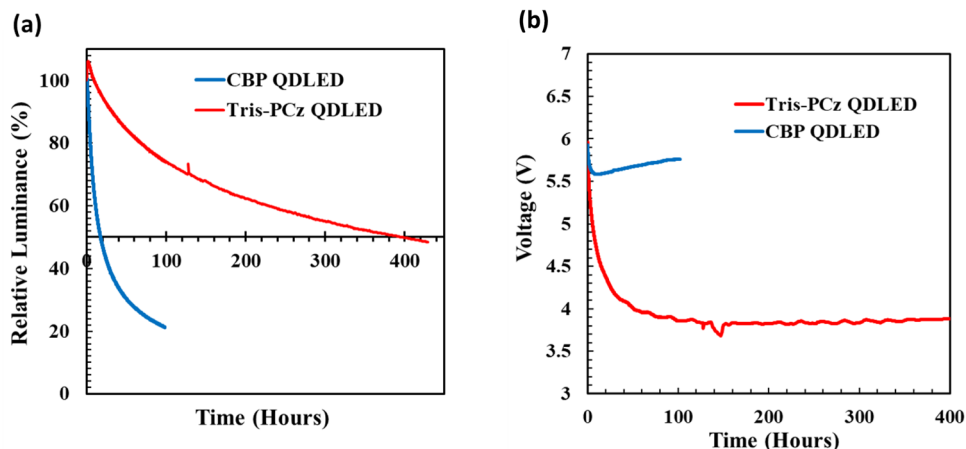 (a)
CBP QDLED
Tris-PCz QDLED
Relative Luminance (%)
100
80
60
40
20
0
0
100
200
300
400
Time (Hours)
(b)
Tris-PCz QDLED
CBP QDLED
Voltage (V)
7
6.5
6
5.5
5
4.5
4
3.5
3
0
100
200
300
400
Time (Hours)